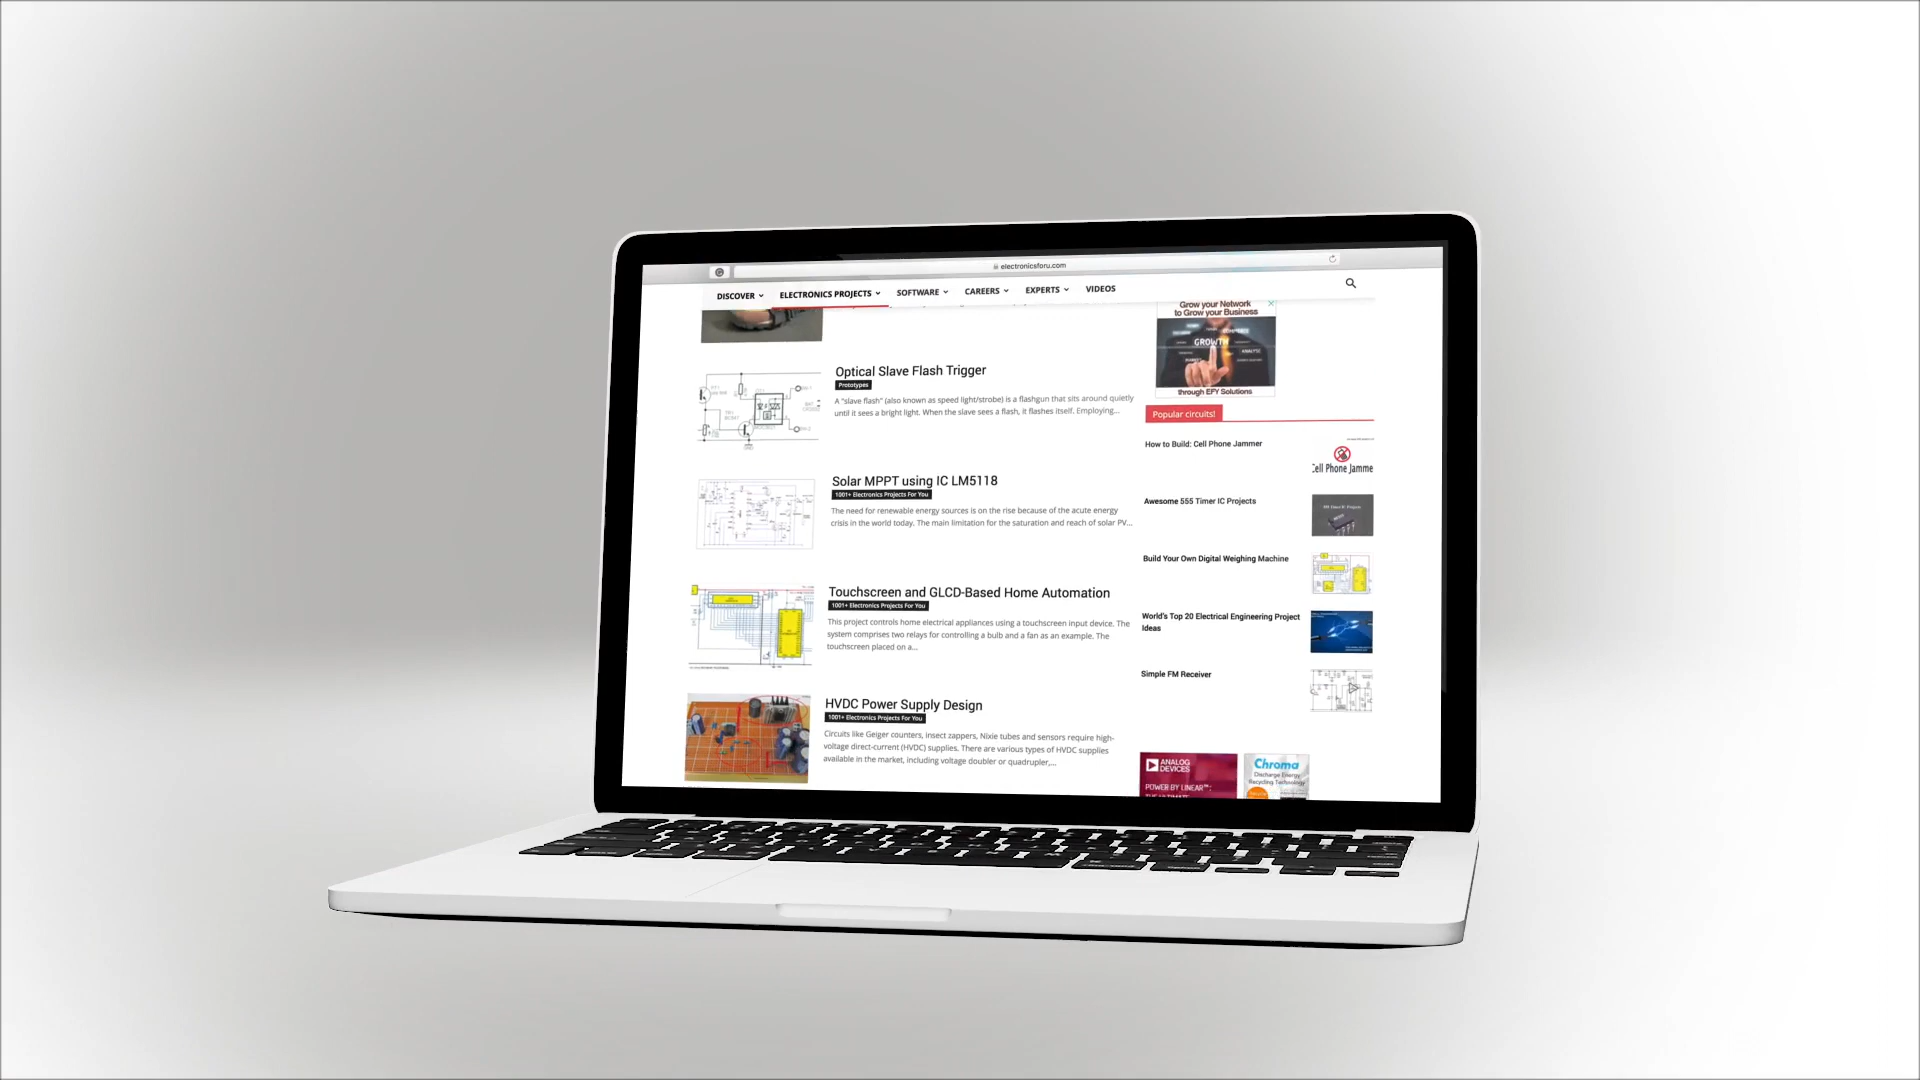 electronicsforu.com
DISCOVER ELECTRONICS PROJECTS SOFTWARE CAREERS EXPERTS VIDEOS
Optical Slave Flash Trigger
Prototypes
A "slave flash" (also known as speed light/strobe) is a flashgun that sits around quietly
until it sees a bright light. When the slave sees a flash, it flashes itself. Employing...
Solar MPPT using IC LM5118
1001+ Electronics Projects For You
The need for renewable energy sources is on the rise because of the acute energy
crisis in the world today. The main limitation for the saturation and reach of solar PV...
Touchscreen and GLCD-Based Home Automation
1001+ Electronics Projects For You
This project controls home electrical appliances using a touchscreen input device. The
system comprises two relays for controlling a bulb and a fan as an example. The
touchscreen placed on a...
HVDC Power Supply Design
1001+ Electronics Projects For You
Circuits like Geiger counters, insect zappers, Nixie tubes and sensors require high-
voltage direct-current (HVDC) supplies. There are various types of HVDC supplies
available in the market, including voltage doubler or quadrupler,...
Grow your Network
to Grow your Business
GROWTH
through EFY Solutions
Popular circuits!
How to Build: Cell Phone Jammer
Cell Phone Jamme
Awesome 555 Timer IC Projects
Build Your Own Digital Weighing Machine
World's Top 20 Electrical Engineering Project
Ideas
Simple FM Receiver
ANALOG
DEVICES
POWER BY LINEAR™:
Chroma
Discharge Energy
Recycling Technology